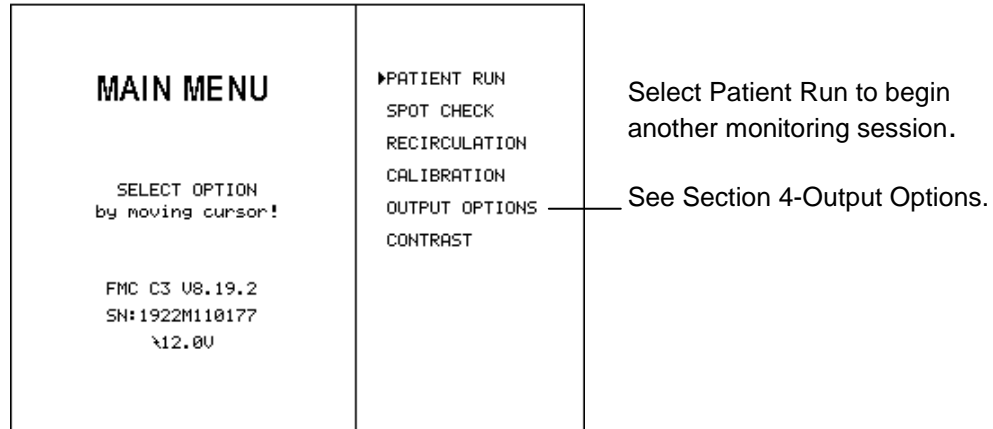 MAIN MENU
SELECT OPTION
by moving cursor!
FMC C3 V8.19.2
SN:1922M110177
12.0V
PATIENT RUN
SPOT CHECK
RECIRCULATION
CALIBRATION
OUTPUT OPTIONS
CONTRAST
Select Patient Run to begin
another monitoring session.
See Section 4-Output Options.